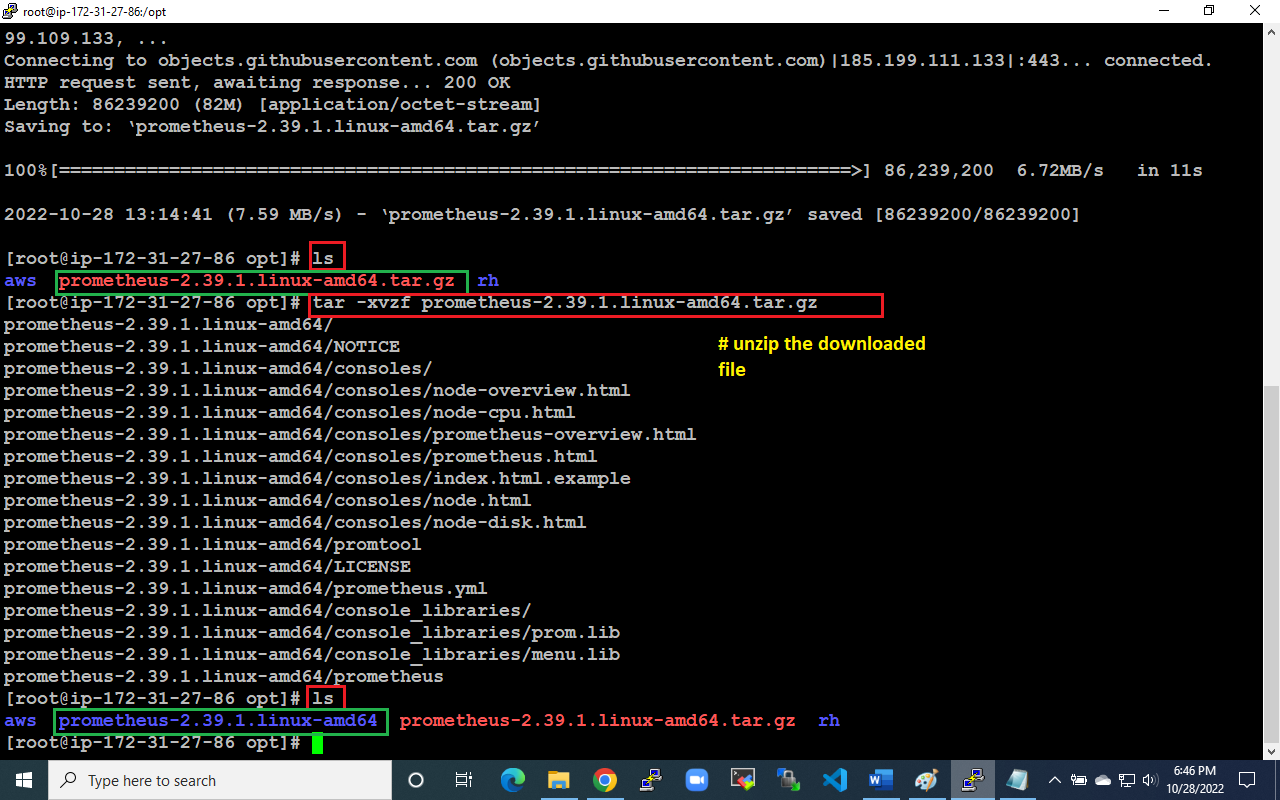 root@ip-172-31-27-86:/opt
99.109.133, ...
Connecting to objects.githubusercontent.com (objects.githubusercontent.com)|185.199.111.133|:443... connected.
HTTP request sent, awaiting response... 200 OK
Length: 86239200 (82M) [application/octet-stream]
Saving to: ‘prometheus-2.39.1.linux-amd64.tar.gz’
100%[========================================================================>] 86,239,200  6.72MB/s   in 11s
2022-10-28 13:14:41 (7.59 MB/s) - ‘prometheus-2.39.1.linux-amd64.tar.gz’ saved [86239200/86239200]
[root@ip-172-31-27-86 opt]# ls
aws  prometheus-2.39.1.linux-amd64.tar.gz  rh
[root@ip-172-31-27-86 opt]# tar -xvzf prometheus-2.39.1.linux-amd64.tar.gz
prometheus-2.39.1.linux-amd64/
# unzip the downloaded
file
prometheus-2.39.1.linux-amd64/NOTICE
prometheus-2.39.1.linux-amd64/consoles/
prometheus-2.39.1.linux-amd64/consoles/node-overview.html
prometheus-2.39.1.linux-amd64/consoles/node-cpu.html
prometheus-2.39.1.linux-amd64/consoles/prometheus-overview.html
prometheus-2.39.1.linux-amd64/consoles/prometheus.html
prometheus-2.39.1.linux-amd64/consoles/index.html.example
prometheus-2.39.1.linux-amd64/consoles/node.html
prometheus-2.39.1.linux-amd64/consoles/node-disk.html
prometheus-2.39.1.linux-amd64/promtool
prometheus-2.39.1.linux-amd64/LICENSE
prometheus-2.39.1.linux-amd64/prometheus.yml
prometheus-2.39.1.linux-amd64/console_libraries/
prometheus-2.39.1.linux-amd64/console_libraries/prom.lib
prometheus-2.39.1.linux-amd64/console_libraries/menu.lib
prometheus-2.39.1.linux-amd64/prometheus
[root@ip-172-31-27-86 opt]# ls
aws  prometheus-2.39.1.linux-amd64  prometheus-2.39.1.linux-amd64.tar.gz  rh
[root@ip-172-31-27-86 opt]#
Type here to search
6:46 PM
10/28/2022